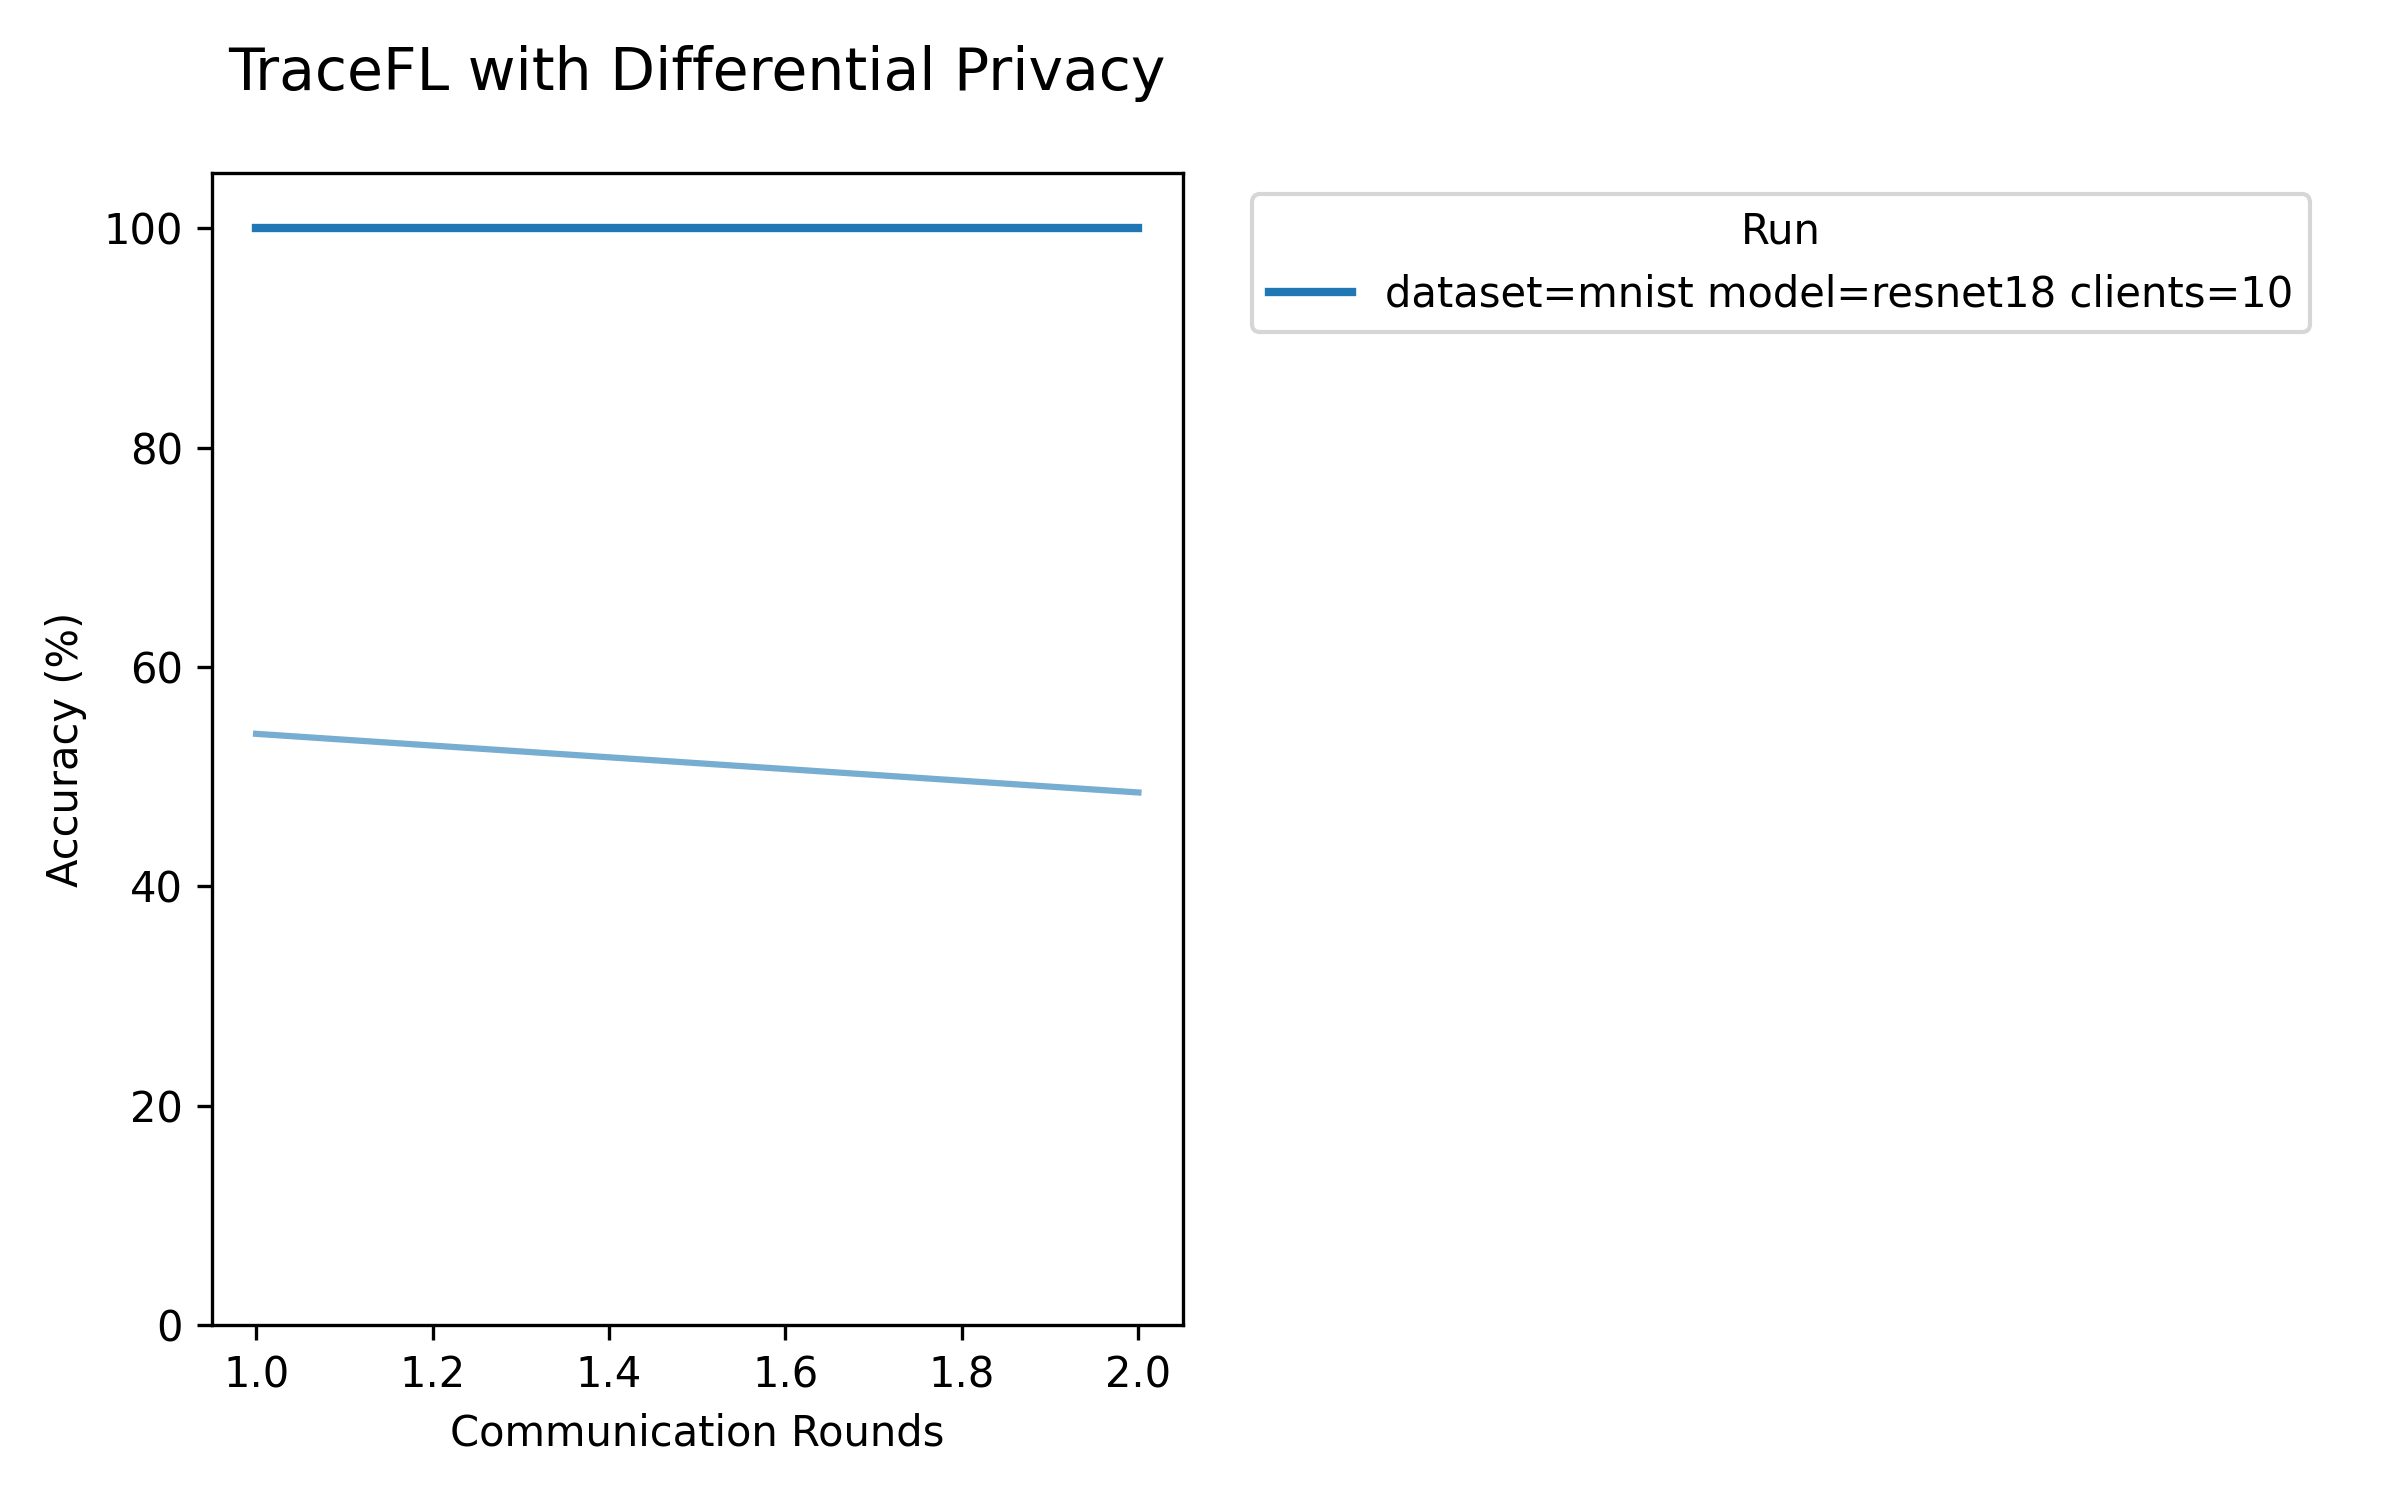 TraceFL with Differential Privacy
Run
dataset=mnist model=resnet18 clients=10
100
80
60
40
20
0
Accuracy (%)
1.0 1.2 1.4 1.6 1.8 2.0
Communication Rounds